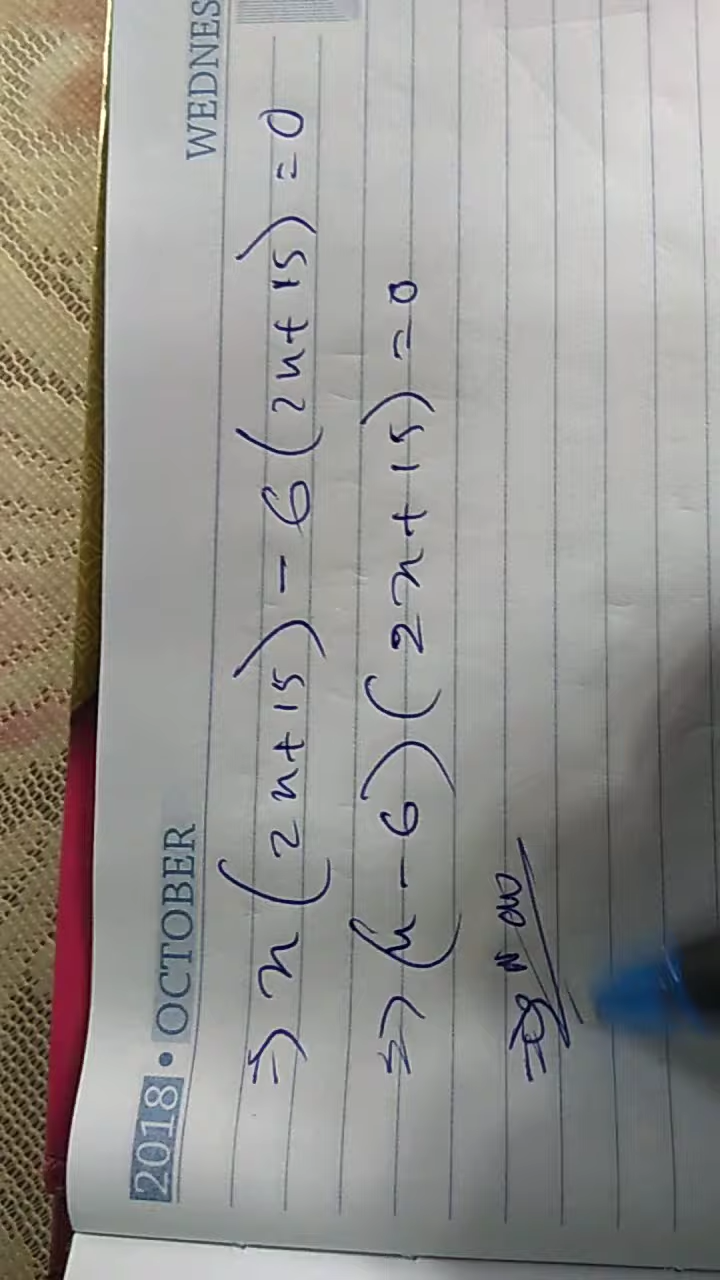 2018 • OCTOBER WEDNES
⇒ x(2x+15) - 6(2x+15) = 0
⇒ (x-6)(2x+15) = 0